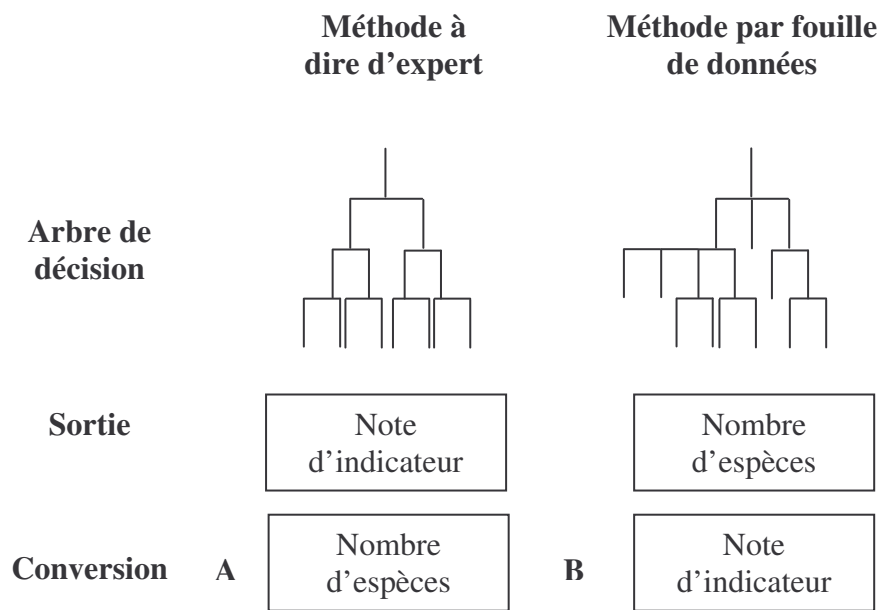 Méthode à
dire d'expert
Méthode par fouille
de données
Arbre de
décision
Sortie
Note
d'indicateur
Nombre
d'espèces
Conversion
A
Nombre
d'espèces
B
Note
d'indicateur